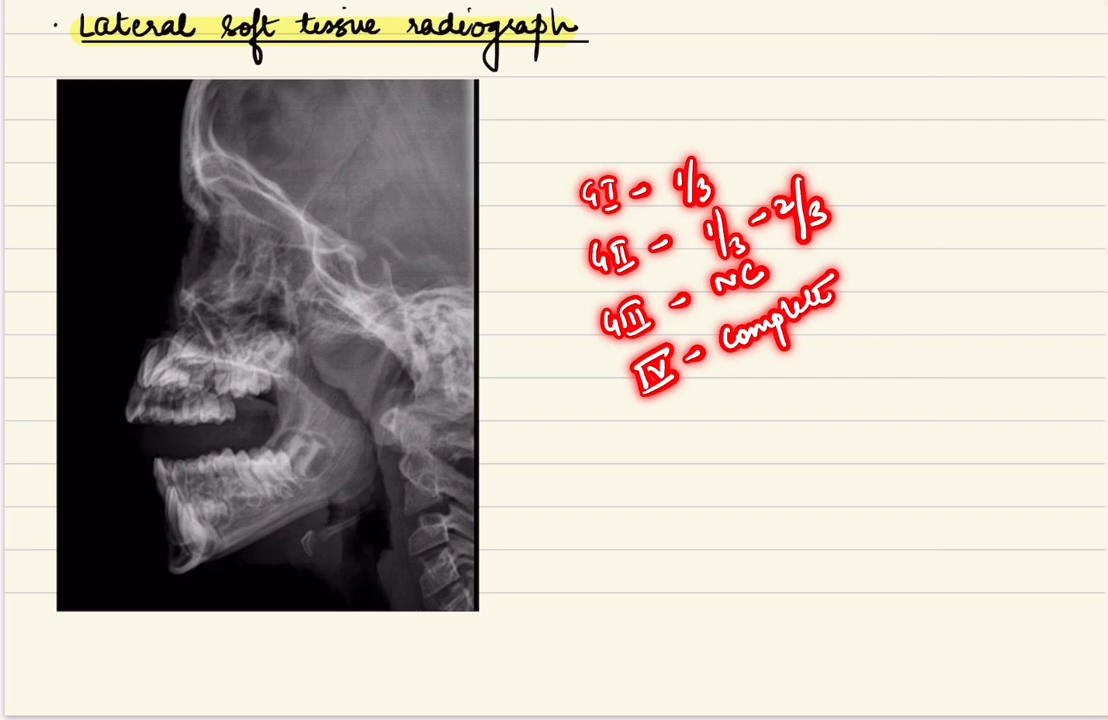 · Lateral soft tissue radiograph
GI - 1/3
GII - 1/3 - 2/3
GIII - NC
IV - complete